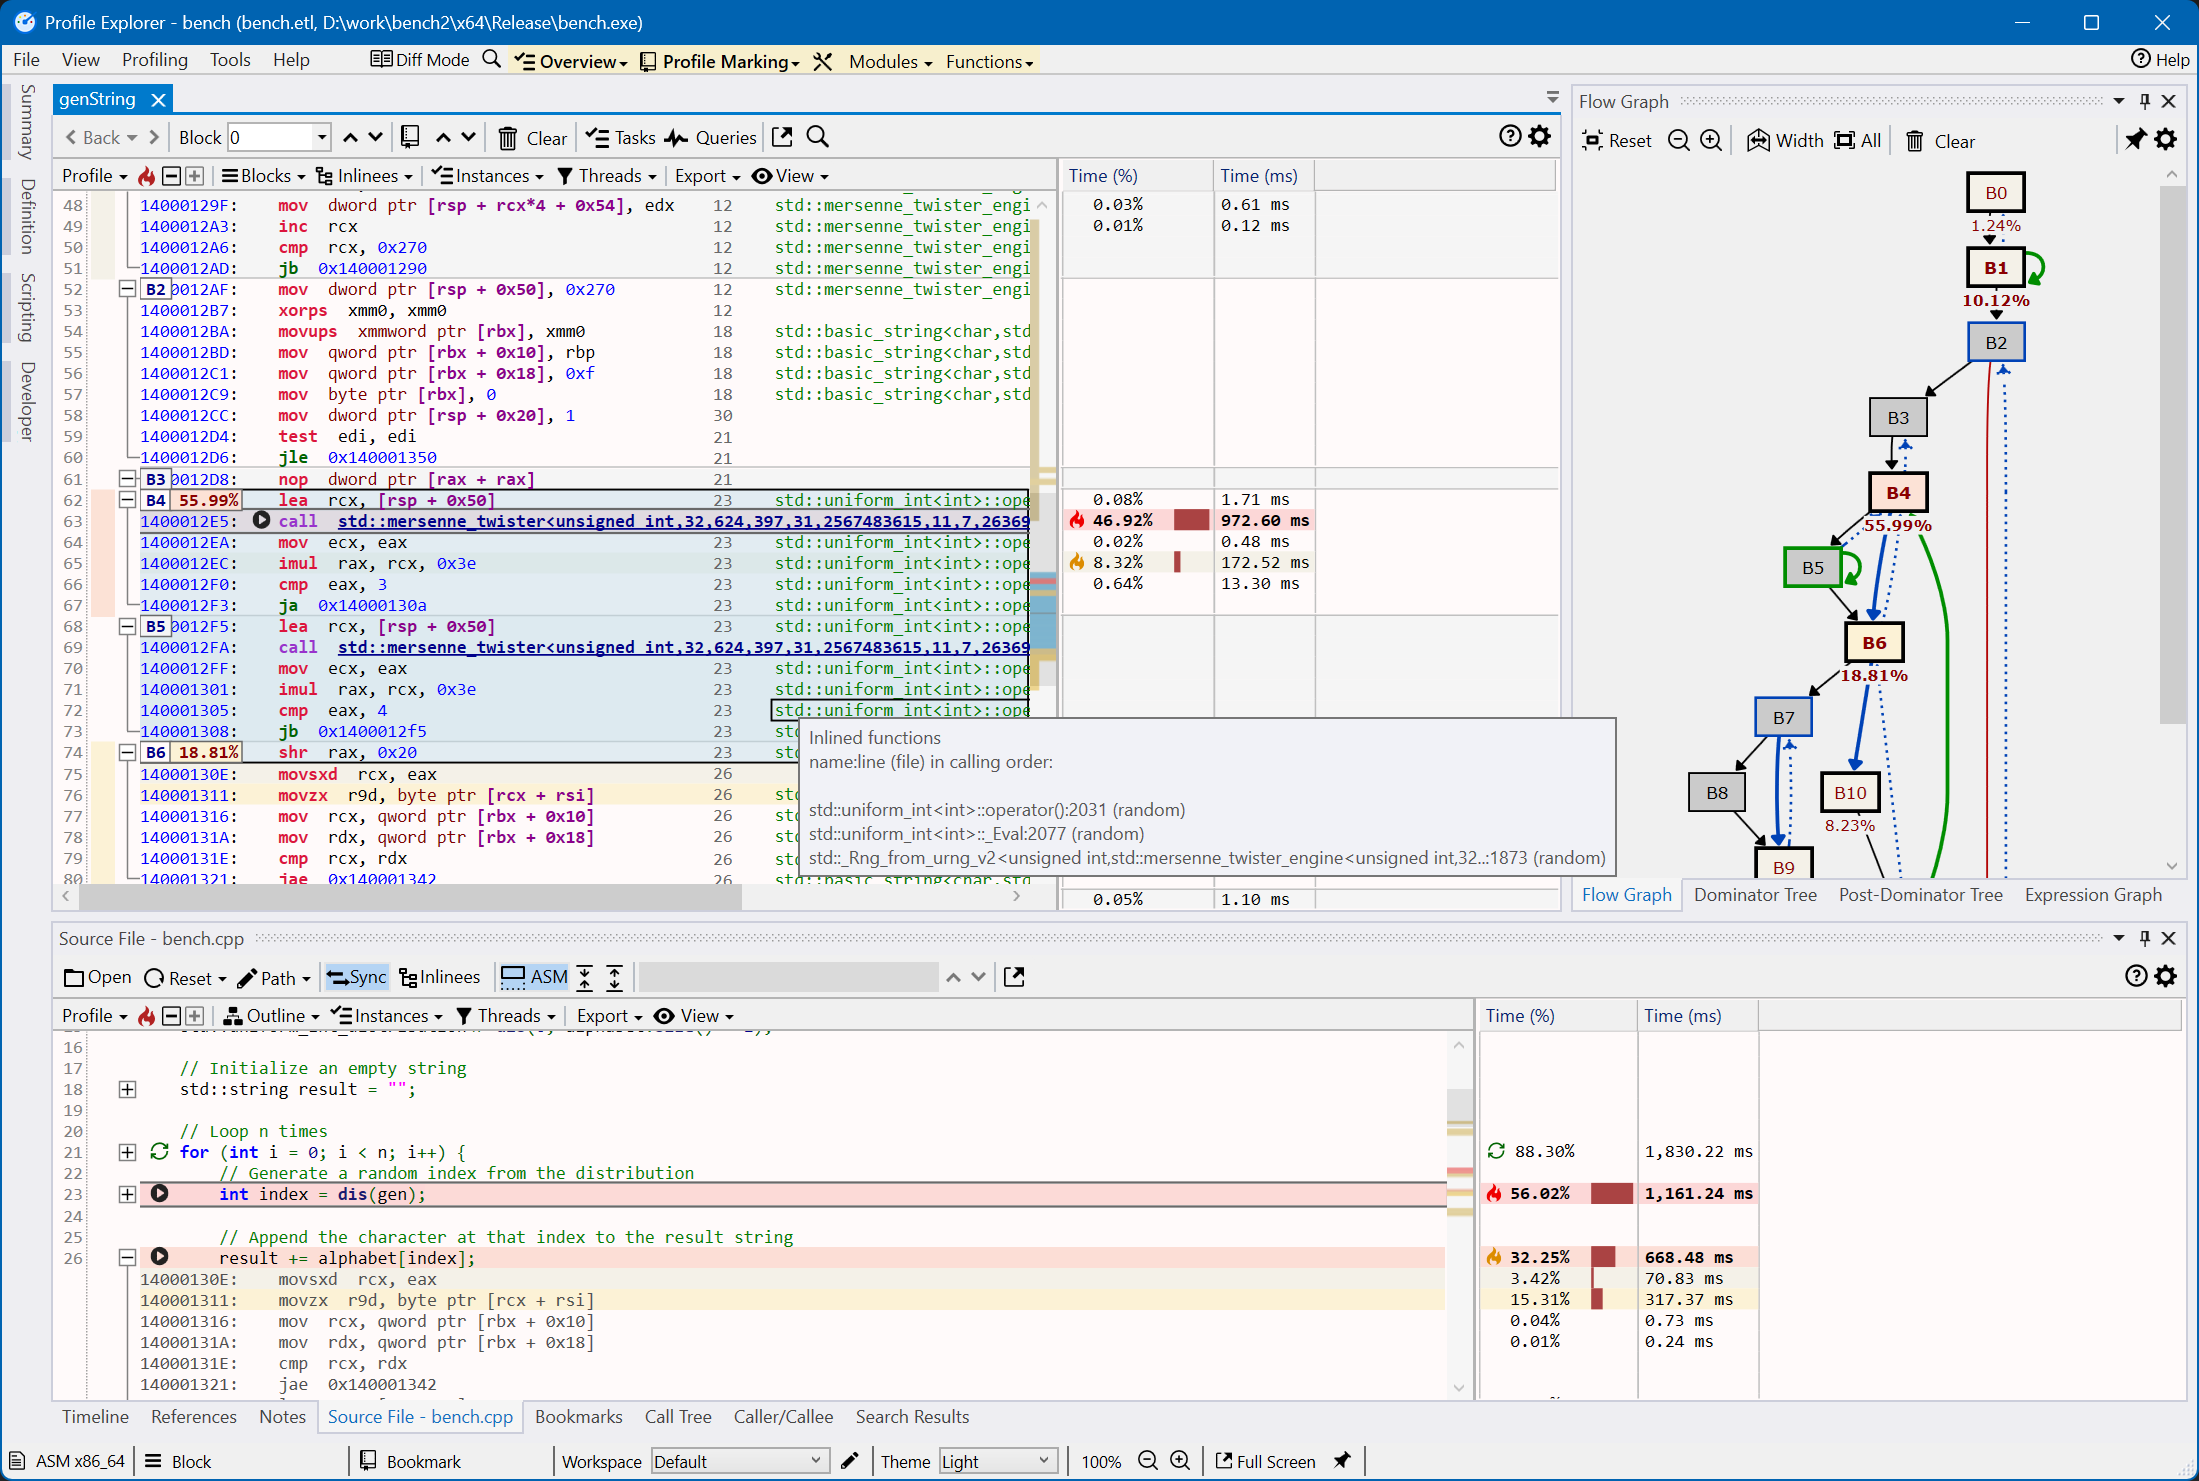 Profile Explorer - bench (bench.etl, D:\work\bench2\x64\Release\bench.exe)
File View Profiling Tools Help Diff Mode Overview Profile Marking Modules Functions Help
Summary
Definition
Scripting
Developer
genString
Back Block 0 Clear Tasks Queries
Profile Blocks Inlinees Instances Threads Export View Time (%) Time (ms)
48 14000129F: mov dword ptr [rsp + rcx*4 + 0x54], edx 12 std::mersenne_twister_engi 0.03% 0.61 ms
49 1400012A3: inc rcx 12 std::mersenne_twister_engi 0.01% 0.12 ms
50 1400012A6: cmp rcx, 0x270 12 std::mersenne_twister_engi
51 1400012AD: jb 0x140001290 12 std::mersenne_twister_engi
52 B2 0012AF: mov dword ptr [rsp + 0x50], 0x270 12 std::mersenne_twister_engi
53 1400012B7: xorps xmm0, xmm0 12
54 1400012BA: movups xmmword ptr [rbx], xmm0 18 std::basic_string<char,std
55 1400012BD: mov qword ptr [rbx + 0x10], rbp 18 std::basic_string<char,std
56 1400012C1: mov qword ptr [rbx + 0x18], 0xf 18 std::basic_string<char,std
57 1400012C9: mov byte ptr [rbx], 0 18 std::basic_string<char,std
58 1400012CC: mov dword ptr [rsp + 0x20], 1 30
59 1400012D4: test edi, edi 21
60 1400012D6: jle 0x140001350 21
61 B3 0012D8: nop dword ptr [rax + rax] 21
62 B4 55.99% lea rcx, [rsp + 0x50] 23 std::uniform_int<int>::ope 0.08% 1.71 ms
63 1400012E5: call std::mersenne_twister<unsigned int,32,624,397,31,2567483615,11,7,26369 46.92% 972.60 ms
64 1400012EA: mov ecx, eax 23 std::uniform_int<int>::ope 0.02% 0.48 ms
65 1400012EC: imul rax, rcx, 0x3e 23 std::uniform_int<int>::ope 8.32% 172.52 ms
66 1400012F0: cmp eax, 3 23 std::uniform_int<int>::ope 0.64% 13.30 ms
67 1400012F3: ja 0x14000130a 23 std::uniform_int<int>::ope
68 B5 0012F5: lea rcx, [rsp + 0x50] 23 std::uniform_int<int>::ope
69 1400012FA: call std::mersenne_twister<unsigned int,32,624,397,31,2567483615,11,7,26369
70 1400012FF: mov ecx, eax 23 std::uniform_int<int>::ope
71 140001301: imul rax, rcx, 0x3e 23 std::uniform_int<int>::ope
72 140001305: cmp eax, 4 23 std::uniform_int<int>::ope
73 140001308: jb 0x1400012f5 23 std
74 B6 18.81% shr rax, 0x20 23 std
75 14000130E: movsxd rcx, eax 26
76 140001311: movzx r9d, byte ptr [rcx + rsi] 26 std
77 140001316: mov rcx, qword ptr [rbx + 0x10] 26 std
78 14000131A: mov rdx, qword ptr [rbx + 0x18] 26 std
79 14000131E: cmp rcx, rdx 26 std
80 140001321: jae 0x140001342 26 std::basic_string<char,std
0.05% 1.10 ms
Inlined functions
name:line (file) in calling order:
std::uniform_int<int>::operator():2031 (random)
std::uniform_int<int>::_Eval:2077 (random)
std::_Rng_from_urng_v2<unsigned int,std::mersenne_twister_engine<unsigned int,32..:1873 (random)
Flow Graph
Reset Width All Clear
B0
1.24%
B1
10.12%
B2
B3
B4
55.99%
B5
B6
18.81%
B7
B8
B10
8.23%
B9
Flow Graph Dominator Tree Post-Dominator Tree Expression Graph
Source File - bench.cpp
Open Reset Path Sync Inlinees ASM
Profile Outline Instances Threads Export View Time (%) Time (ms)
16
17 // Initialize an empty string
18 std::string result = "";
19
20 // Loop n times
21 for (int i = 0; i < n; i++) { 88.30% 1,830.22 ms
22 // Generate a random index from the distribution
23 int index = dis(gen); 56.02% 1,161.24 ms
24
25 // Append the character at that index to the result string
26 result += alphabet[index]; 32.25% 668.48 ms
14000130E: movsxd rcx, eax 3.42% 70.83 ms
140001311: movzx r9d, byte ptr [rcx + rsi] 15.31% 317.37 ms
140001316: mov rcx, qword ptr [rbx + 0x10] 0.04% 0.73 ms
14000131A: mov rdx, qword ptr [rbx + 0x18] 0.01% 0.24 ms
14000131E: cmp rcx, rdx
140001321: jae 0x140001342
Timeline References Notes Source File - bench.cpp Bookmarks Call Tree Caller/Callee Search Results
ASM x86_64 Block Bookmark Workspace Default Theme Light 100% Full Screen